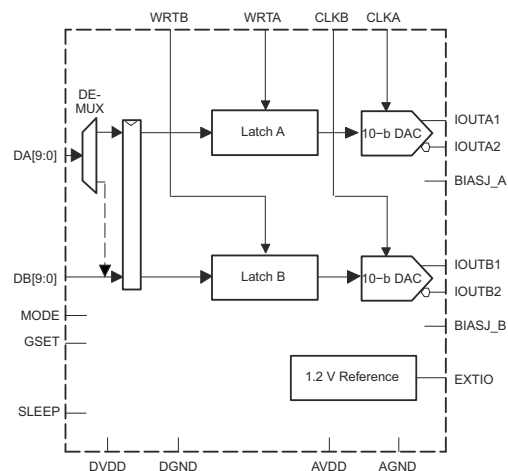 WRTB
WRTA
CLKB
CLKA
DE-
MUX
Latch A
10−b DAC
IOUTA1
IOUTA2
DA[9:0]
BIASJ_A
DB[9:0]
Latch B
10−b DAC
IOUTB1
IOUTB2
MODE
BIASJ_B
GSET
1.2 V Reference
EXTIO
SLEEP
DVDD
DGND
AVDD
AGND